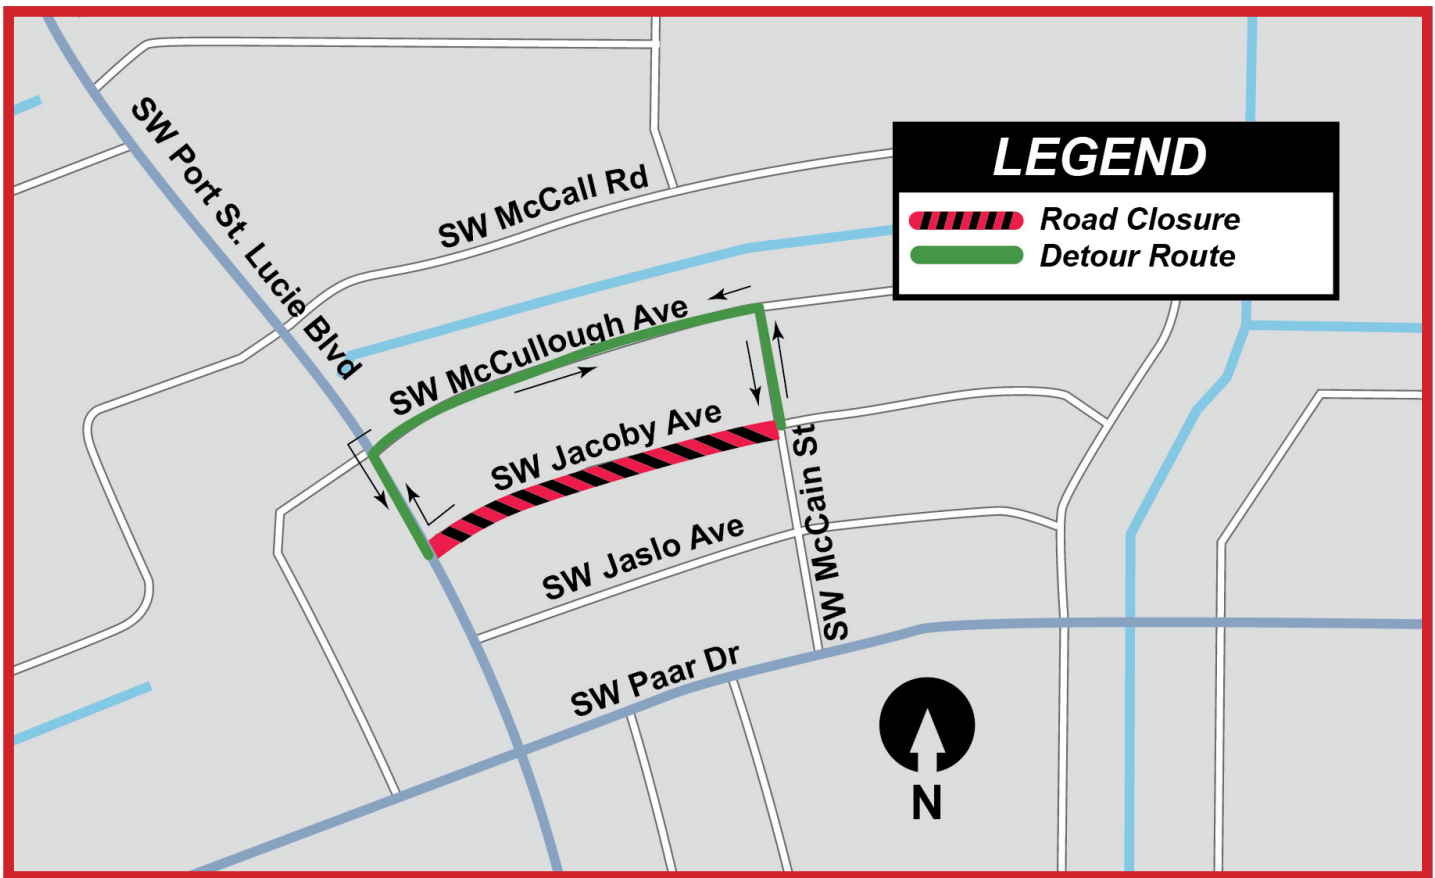 SW Port St. Lucie Blvd
SW McCall Rd
LEGEND
Road Closure
Detour Route
SW McCullough Ave
SW Jacoby Ave
SW McCain St
SW Jaslo Ave
SW Paar Dr
N